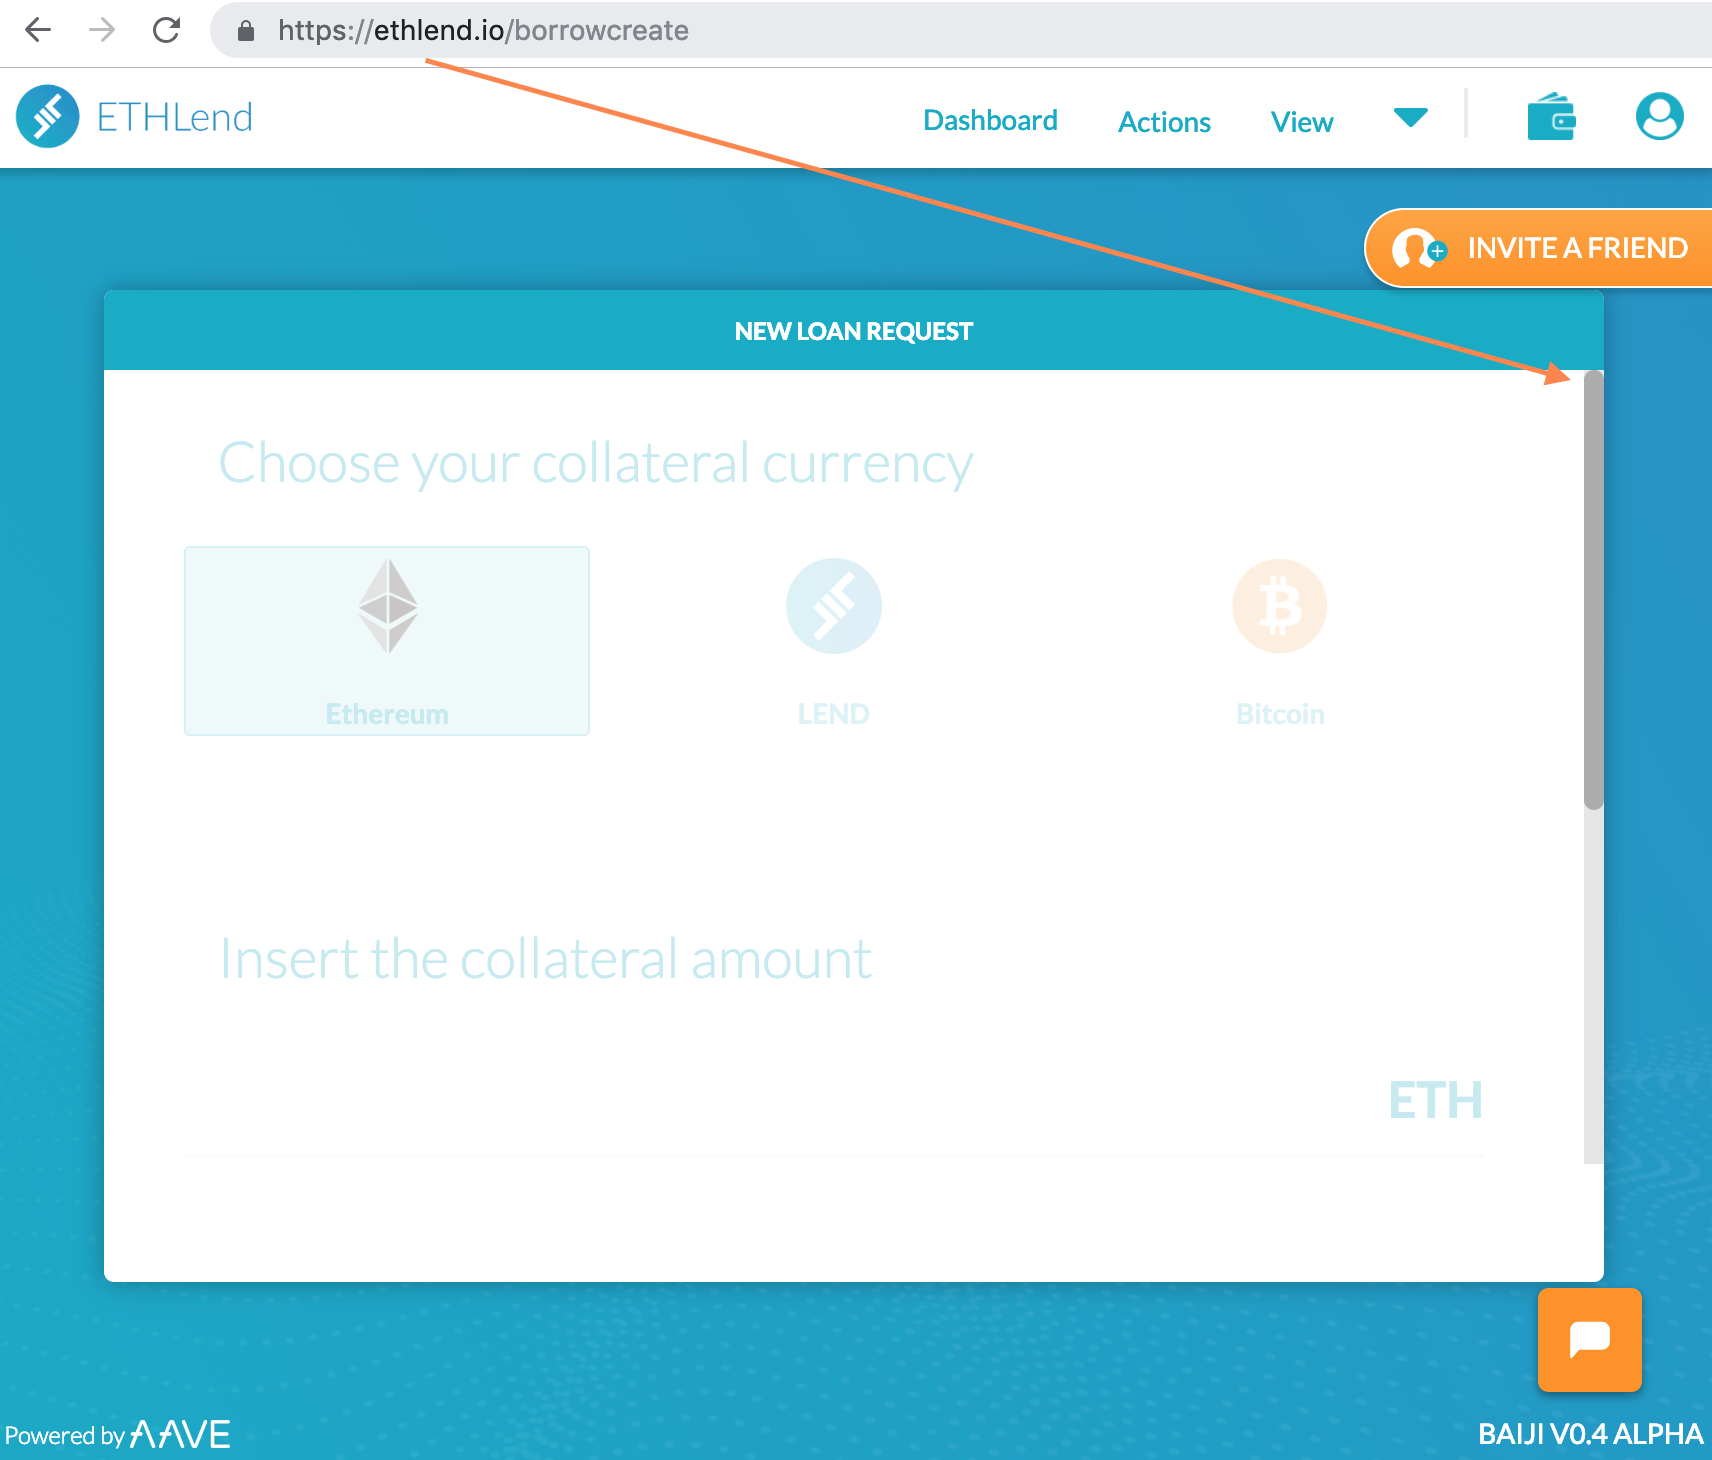 https://ethlend.io/borrowcreate
ETHLend
Dashboard
Actions
View
INVITE A FRIEND
NEW LOAN REQUEST
Choose your collateral currency
Ethereum
LEND
Bitcoin
Insert the collateral amount
ETH
Powered by AAVE
BAIJI V0.4 ALPHA